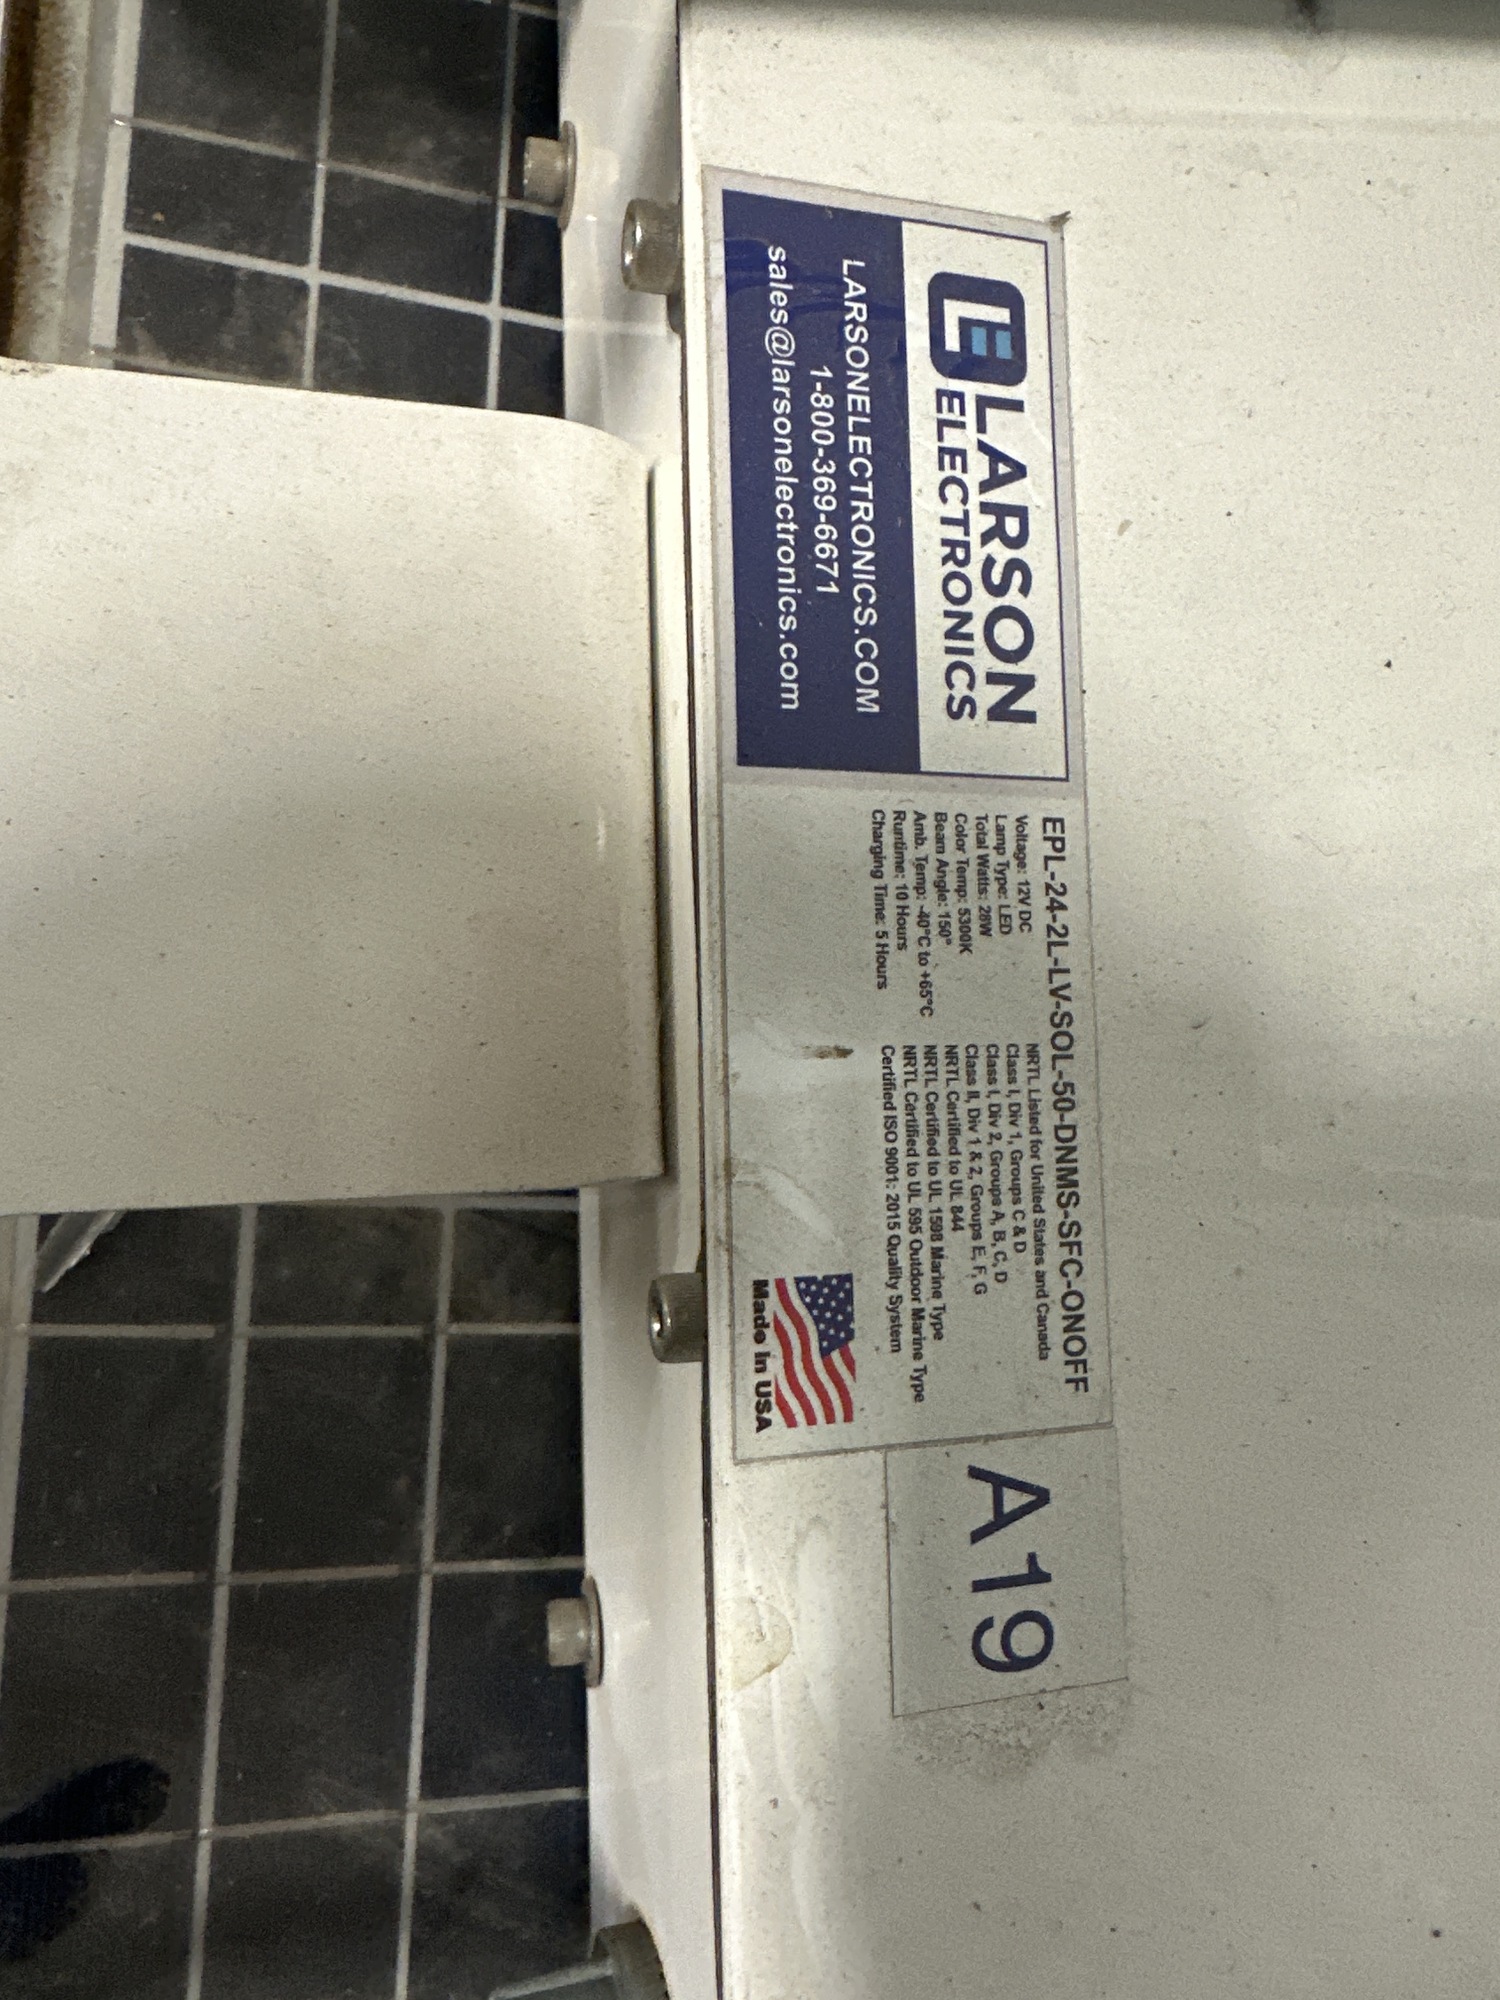 LARSON
ELECTRONICS
LARSONELECTRONICS.COM
1-800-369-6671
sales@larsonelectronics.com
EPL-24-2L-LV-SOL-50-DNMS-SFC-ONOFF
Voltage: 12V DC
Lamp Type: LED
Total Watts: 28W
Color Temp: 5300K
Beam Angle: 150°
Amb. Temp: -40°C to +65°C
Runtime: 10 Hours
Charging Time: 5 Hours
NRTL Listed for United States and Canada
Class I, Div 1, Groups C & D
Class I, Div 2, Groups A, B, C, D
Class II, Div 1 & 2, Groups E, F, G
NRTL Certified to UL 844
NRTL Certified to UL 1598 Marine Type
NRTL Certified to UL 595 Outdoor Marine Type
Certified ISO 9001: 2015 Quality System
Made In USA
A19